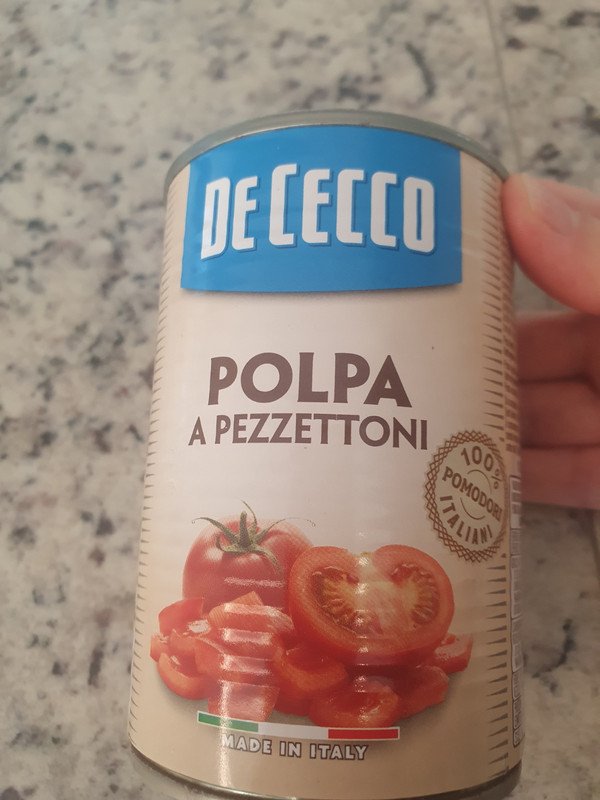 DE CECCO
POLPA
A PEZZETTONI
100%
POMODORI
ITALIANI
MADE IN ITALY